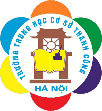 TRƯỜNG TRUNG HỌC CƠ SỞ THÀNH CÔNG
HÀ NỘI